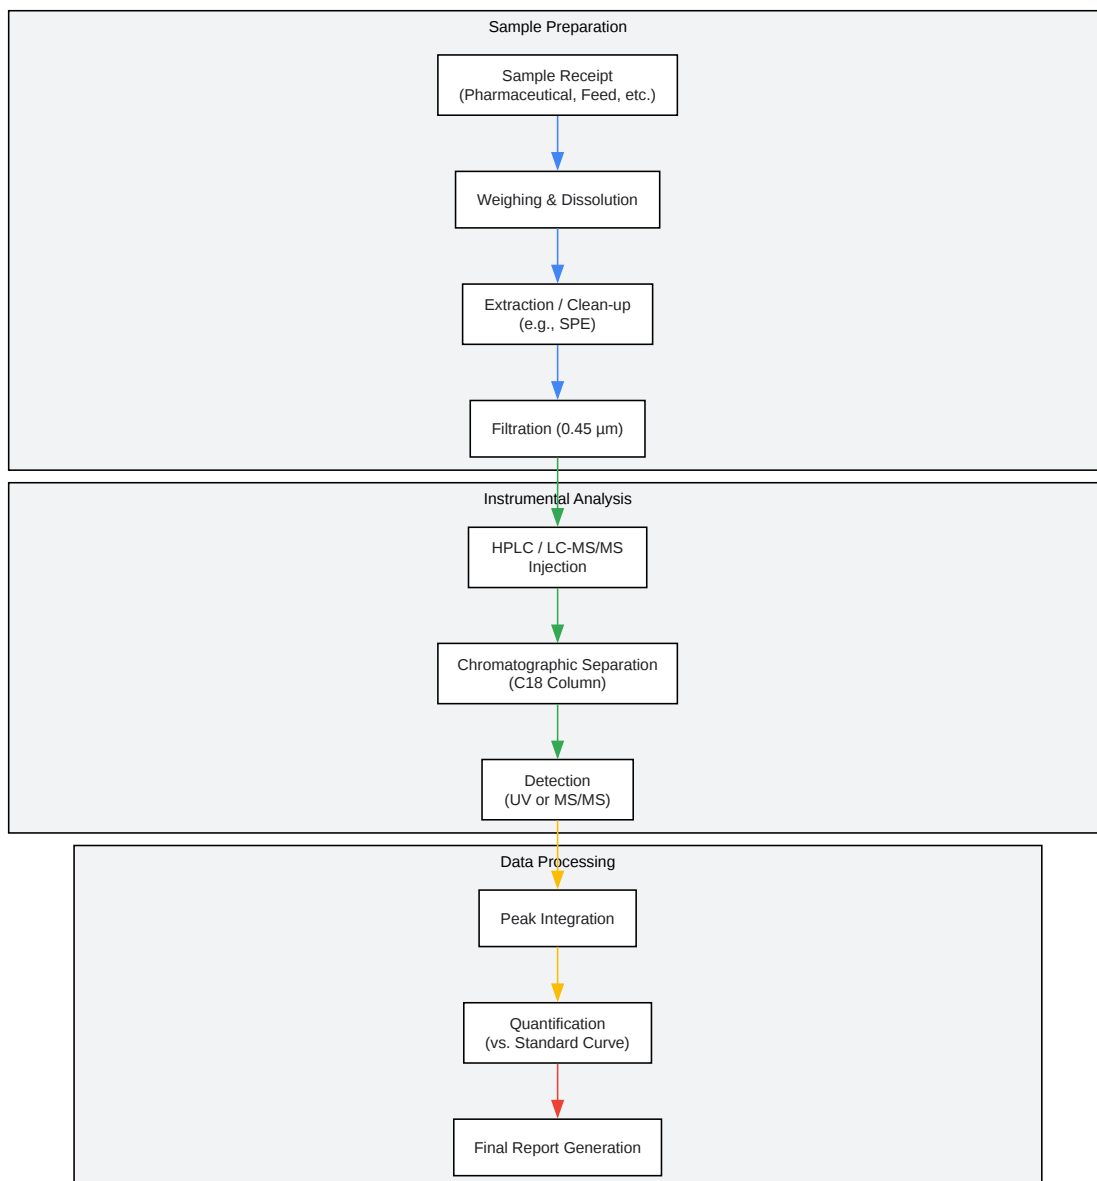 Sample Preparation
Sample Receipt
(Pharmaceutical, Feed, etc.)
Weighing & Dissolution
Extraction / Clean-up
(e.g., SPE)
Filtration (0.45 µm)
Instrumental Analysis
HPLC / LC-MS/MS
Injection
Chromatographic Separation
(C18 Column)
Detection
(UV or MS/MS)
Data Processing
Peak Integration
Quantification
(vs. Standard Curve)
Final Report Generation